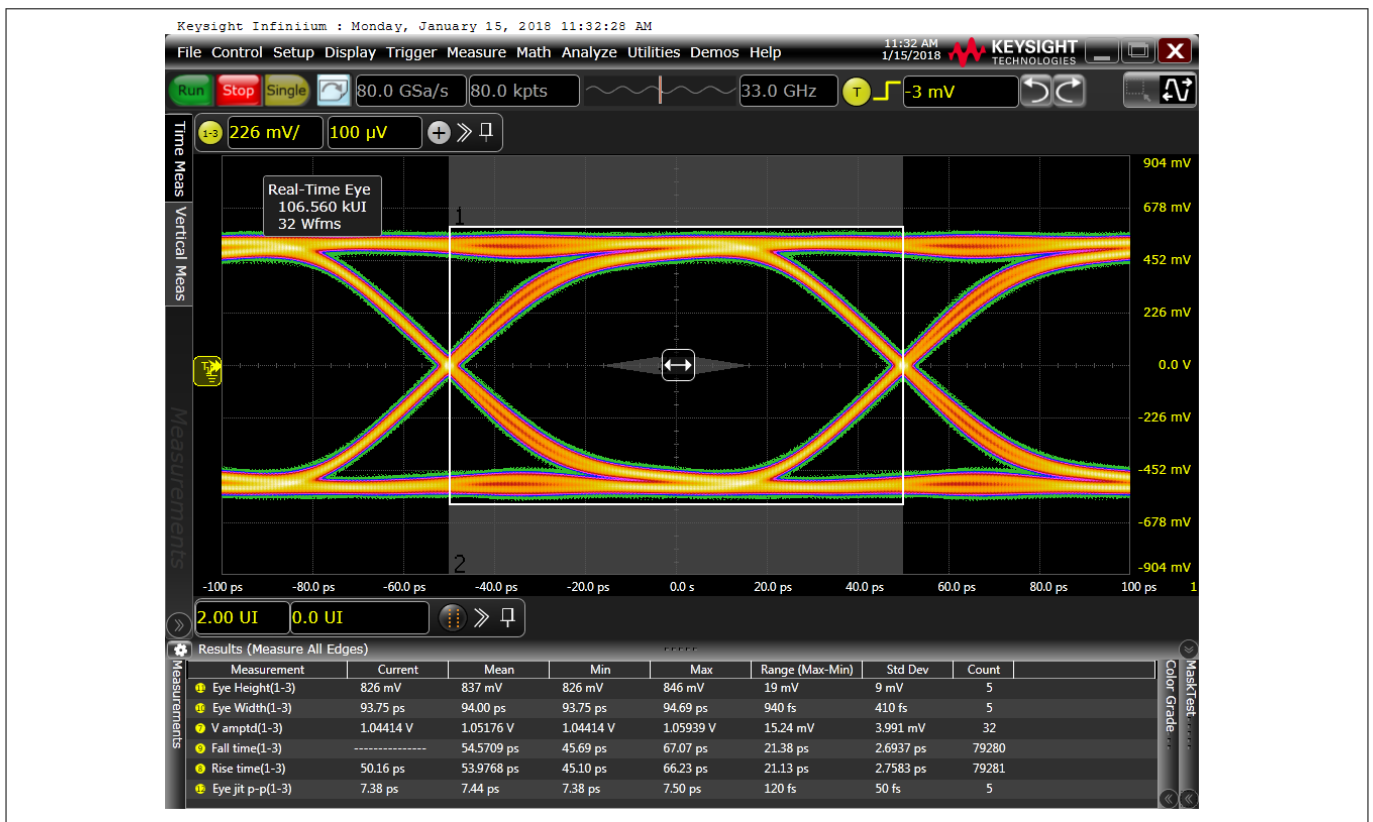 Keysight Infiniium : Monday, January 15, 2018 11:32:28 AM
File Control Setup Display Trigger Measure Math Analyze Utilities Demos Help
11:32 AM
1/15/2018
KEYSIGHT
TECHNOLOGIES
X
Run Stop Single 80.0 GSa/s 80.0 kpts 33.0 GHz T -3 mV
Time Meas
Vertical Meas
Measurements
1-3 226 mV/ 100 µV
Real-Time Eye
106.560 kUI
32 Wfms
1
2
904 mV
678 mV
452 mV
226 mV
0.0 V
-226 mV
-452 mV
-678 mV
-904 mV
-100 ps -80.0 ps -60.0 ps -40.0 ps -20.0 ps 0.0 s 20.0 ps 40.0 ps 60.0 ps 80.0 ps 100 ps 1
2.00 UI 0.0 UI
Results (Measure All Edges)
Measurements
Measurement Current Mean Min Max Range (Max-Min) Std Dev Count
11 Eye Height(1-3) 826 mV 837 mV 826 mV 846 mV 19 mV 9 mV 5
10 Eye Width(1-3) 93.75 ps 94.00 ps 93.75 ps 94.69 ps 940 fs 410 fs 5
7 V amptd(1-3) 1.04414 V 1.05176 V 1.04414 V 1.05939 V 15.24 mV 3.991 mV 32
9 Fall time(1-3) --------------- 54.5709 ps 45.69 ps 67.07 ps 21.38 ps 2.6937 ps 79280
8 Rise time(1-3) 50.16 ps 53.9768 ps 45.10 ps 66.23 ps 21.13 ps 2.7583 ps 79281
12 Eye jit p-p(1-3) 7.38 ps 7.44 ps 7.38 ps 7.50 ps 120 fs 50 fs 5
Color Grade
MaskTest